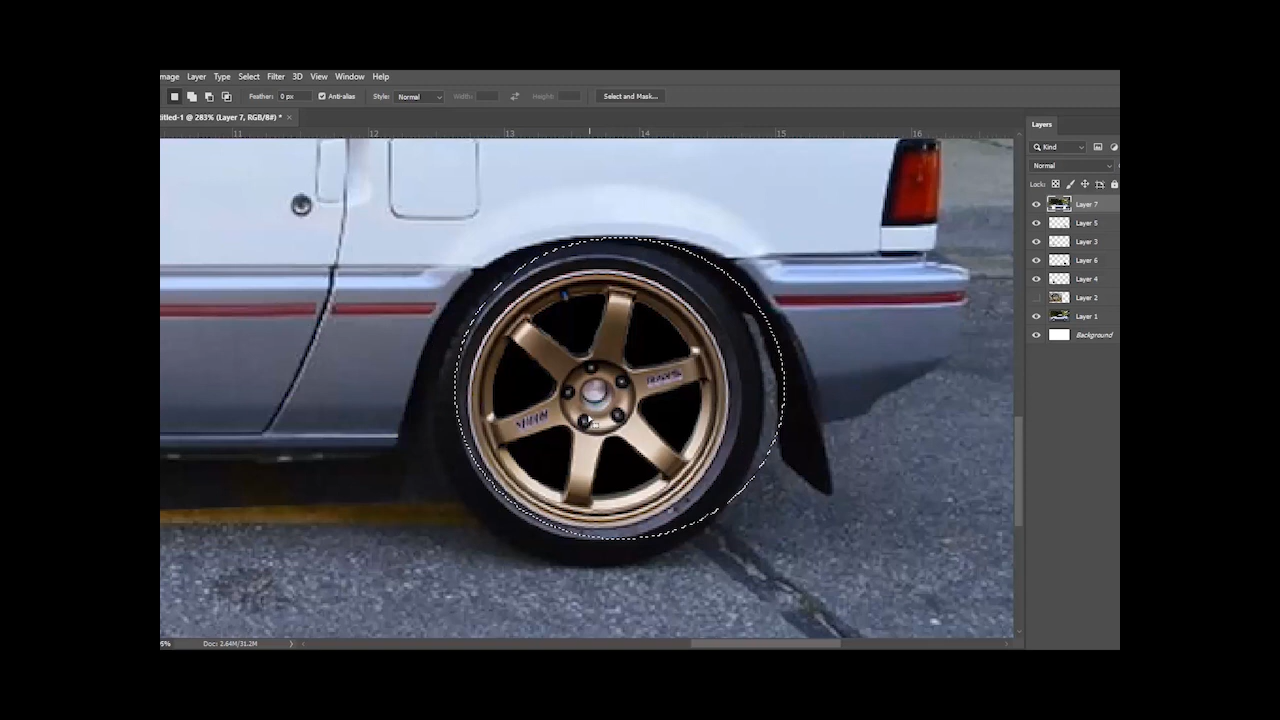 mage Layer Type Select Filter 3D View Window Help
Feather: 0 px Anti-alias Style: Normal Width: Height: Select and Mask...
titled-1 @ 283% (Layer 7, RGB/8#) * ×
11 12 13 14 15 16
Layers
Kind
Normal
Lock:
Layer 7
Layer 5
Layer 3
Layer 6
Layer 4
Layer 2
Layer 1
Background
Doc: 2.64M/31.2M